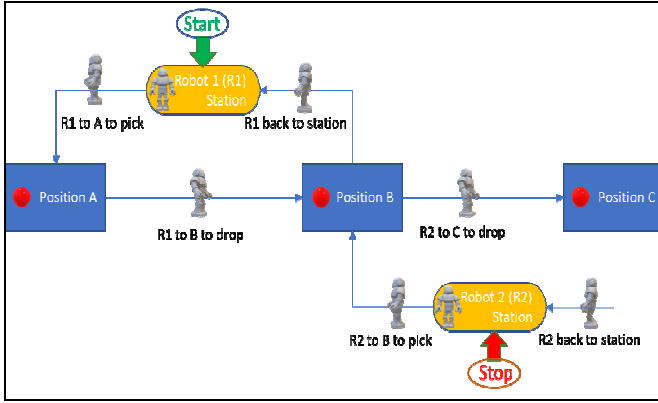 Start
Robot 1 (R1)
Station
R1 to A to pick
R1 back to station
Position A
Position B
Position C
R1 to B to drop
R2 to C to drop
Robot 2 (R2)
Station
R2 to B to pick
R2 back to station
Stop